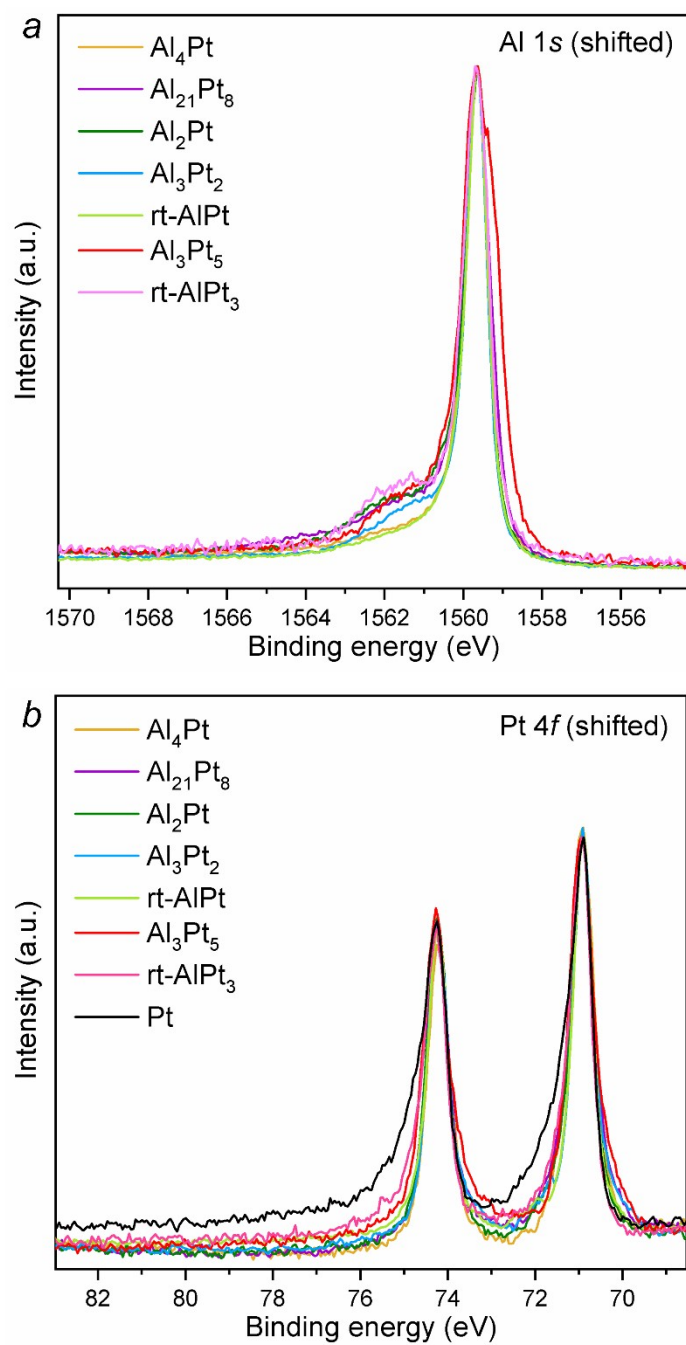 a
Al 1s (shifted)
Al₄Pt
Al₂₁Pt₈
Al₂Pt
Al₃Pt₂
rt-AlPt
Al₃Pt₅
rt-AlPt₃
Intensity (a.u.)
1570 1568 1566 1564 1562 1560 1558 1556
Binding energy (eV)
b
Pt 4f (shifted)
Al₄Pt
Al₂₁Pt₈
Al₂Pt
Al₃Pt₂
rt-AlPt
Al₃Pt₅
rt-AlPt₃
Pt
Intensity (a.u.)
82 80 78 76 74 72 70
Binding energy (eV)